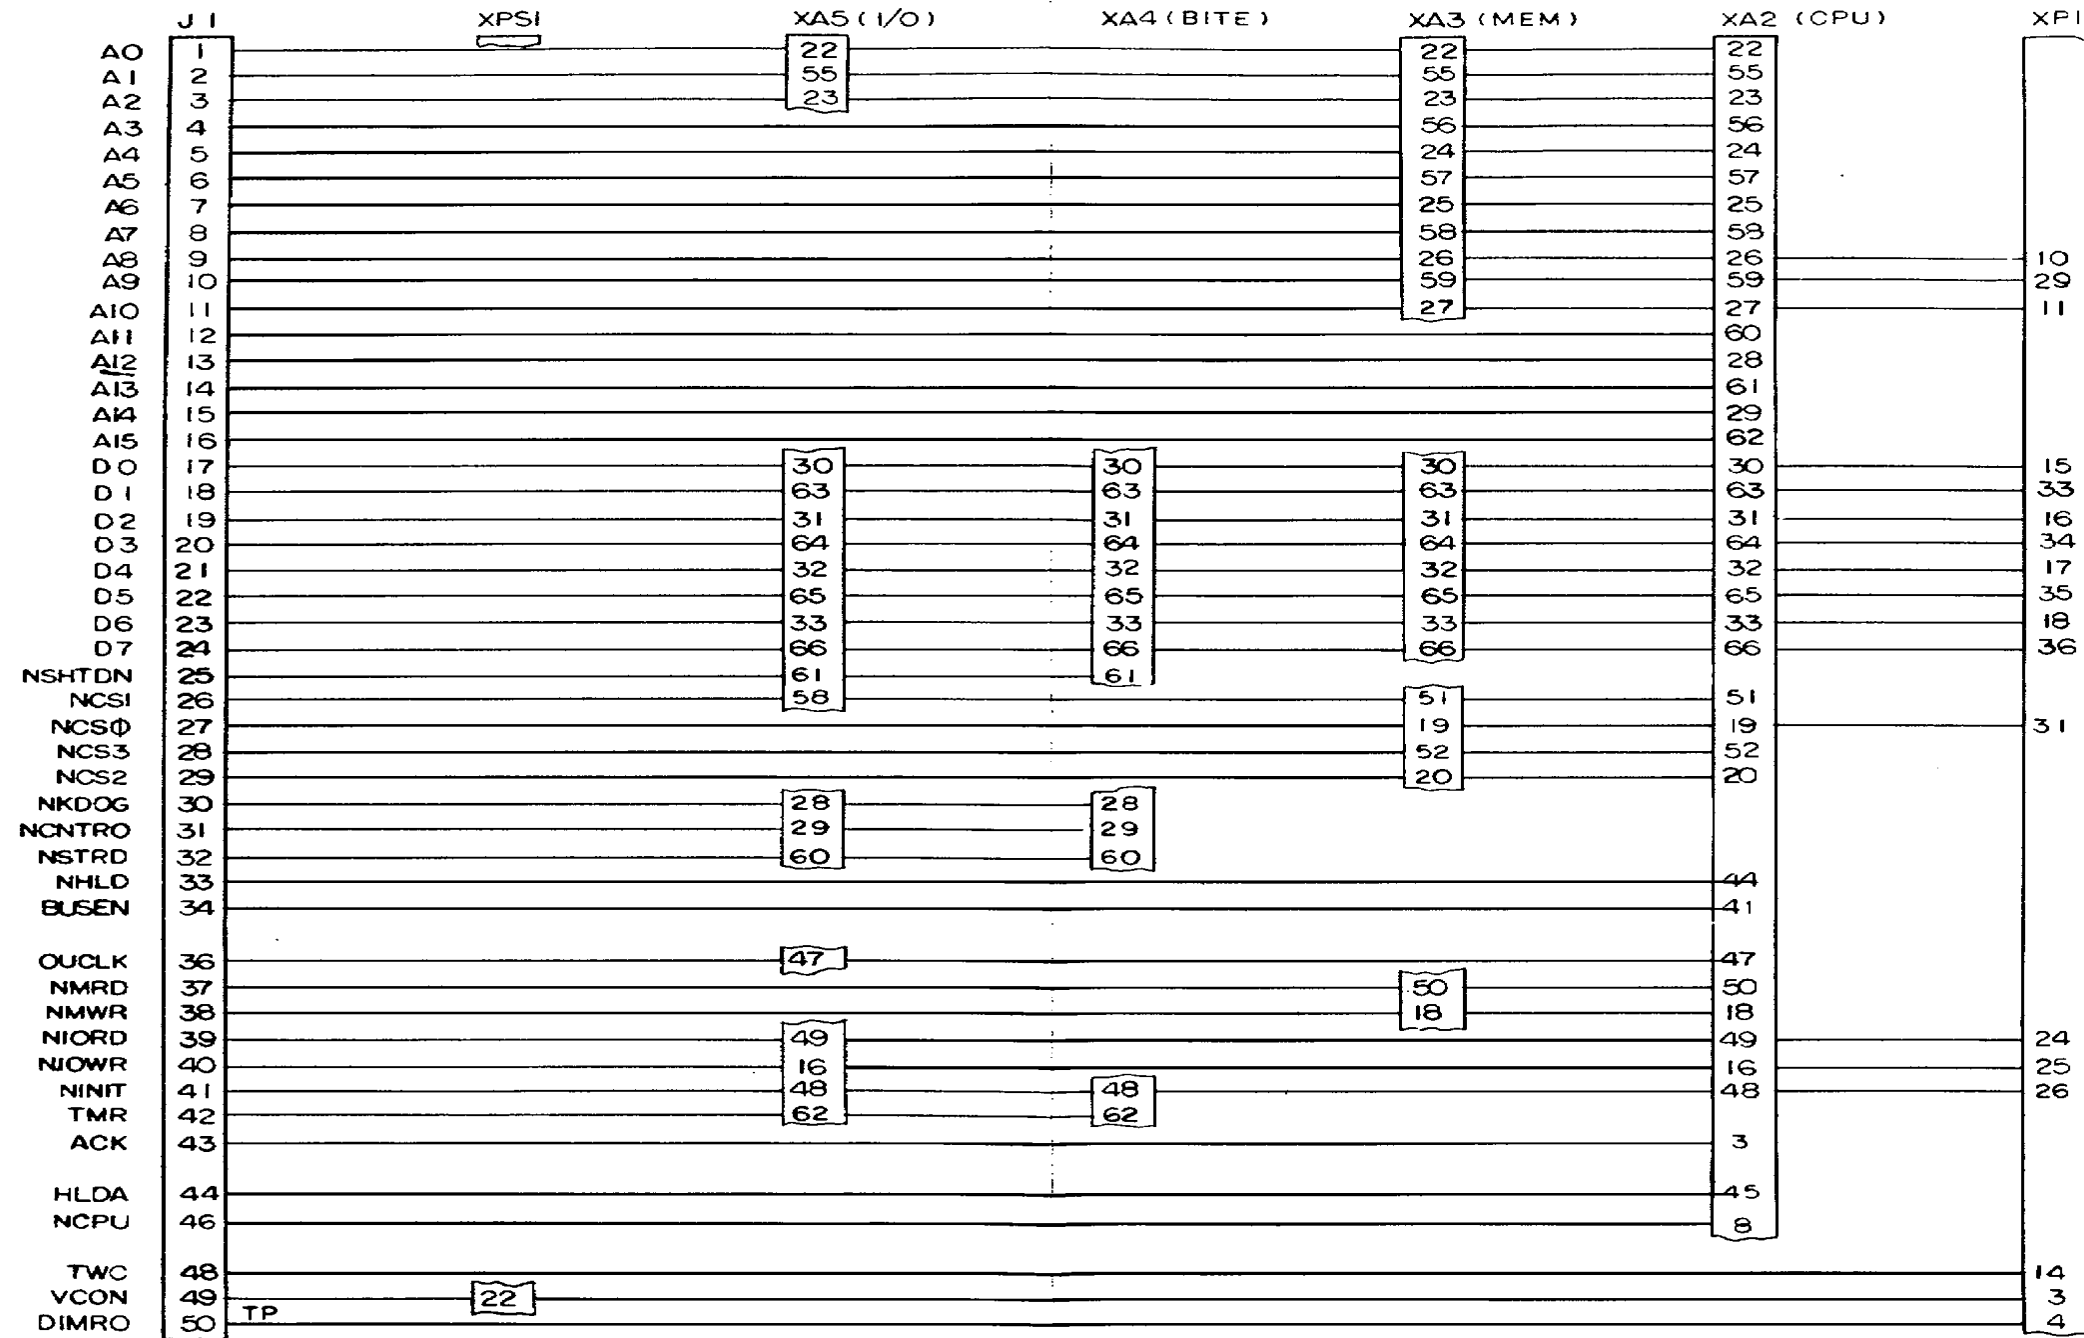 J1 XPSI XA5 (I/O) XA4 (BITE) XA3 (MEM) XA2 (CPU) XPI
A0 1 22 22 22
A1 2 55 55 55
A2 3 23 23 23
A3 4 56 56
A4 5 24 24
A5 6 57 57
A6 7 25 25
A7 8 58 58
A8 9 26 26 10
A9 10 59 59 29
A10 11 27 27 11
A11 12 60
A12 13 28
A13 14 61
A14 15 29
A15 16 62
D0 17 30 30 30 30 15
D1 18 63 63 63 63 33
D2 19 31 31 31 31 16
D3 20 64 64 64 64 34
D4 21 32 32 32 32 17
D5 22 65 65 65 65 35
D6 23 33 33 33 33 18
D7 24 66 66 66 66 36
NSHTDN 25 61 61
NCS1 26 58 51 51
NCSΦ 27 19 19 31
NCS3 28 52 52
NCS2 29 20 20
NKDOG 30 28 28
NCNTRO 31 29 29
NSTRD 32 60 60
NHLD 33 44
BUSEN 34 41
OUCLK 36 47 47
NMRD 37 50 50
NMWR 38 18 18
NIORD 39 49 49 24
NIOWR 40 16 16 25
NINIT 41 48 48 48 26
TMR 42 62 62
ACK 43 3
HLDA 44 45
NCPU 46 8
TWC 48 14
VCON 49 22 3
TP
DIMRO 50 4